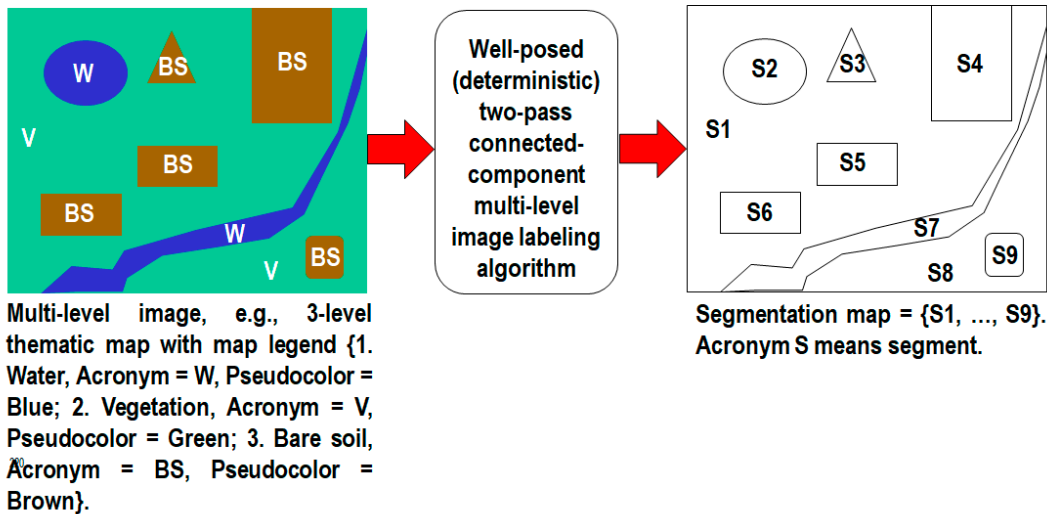 W
BS
BS
V
BS
BS
W
V
BS
Well-posed
(deterministic)
two-pass
connected-
component
multi-level
image labeling
algorithm
S2
S3
S4
S1
S5
S6
S7
S8
S9
Multi-level image, e.g., 3-level
thematic map with map legend {1.
Water, Acronym = W, Pseudocolor =
Blue; 2. Vegetation, Acronym = V,
Pseudocolor = Green; 3. Bare soil,
Acronym = BS, Pseudocolor =
Brown}.
Segmentation map = {S1, …, S9}.
Acronym S means segment.